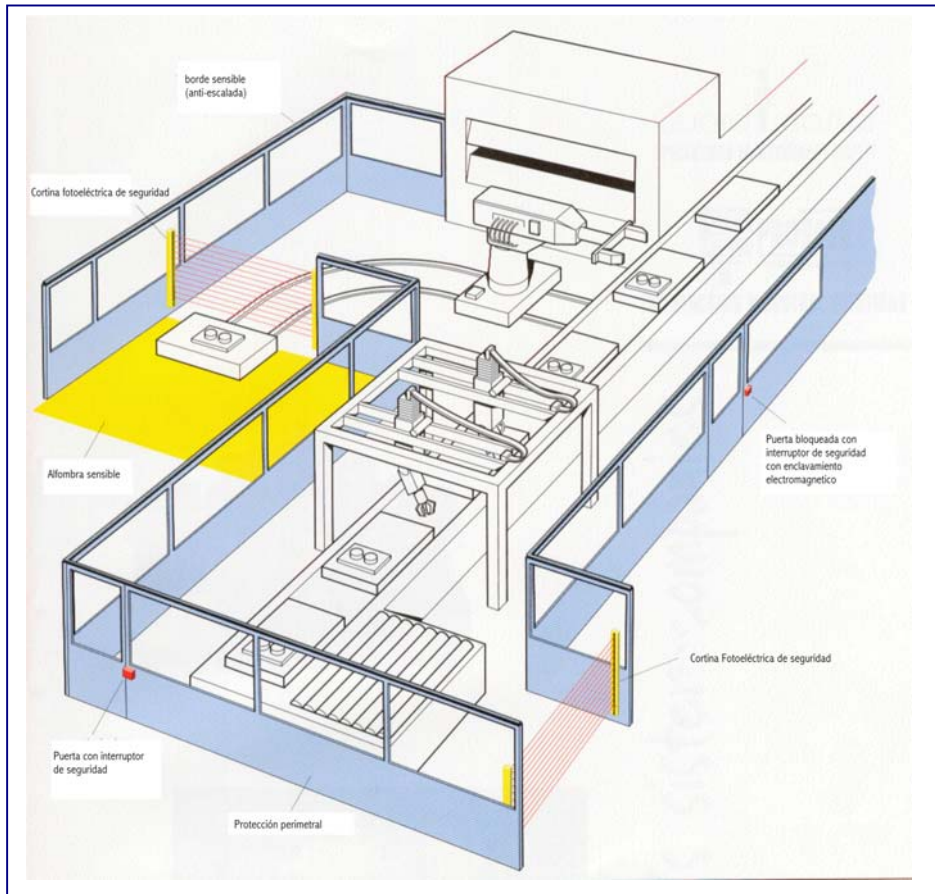 borde sensible
(anti-escalada)
Cortina fotoeléctrica de seguridad
Alfombra sensible
Puerta bloqueada con
interruptor de seguridad
con enclavamiento
electromagnetico
Cortina Fotoeléctrica de seguridad
Puerta con interruptor
de seguridad
Protección perimetral